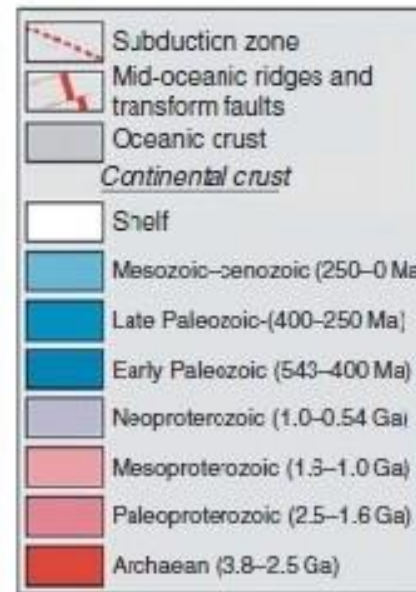 Subduction zone
Mid-oceanic ridges and
transform faults
Oceanic crust
Continental crust
Shelf
Mesozoic–cenozoic (250–0 Ma
Late Paleozoic-(400–250 Ma)
Early Paleozoic (543–400 Ma)
Neoproterozoic (1.0–0.54 Ga)
Mesoproterozoic (1.6–1.0 Ga)
Paleoproterozoic (2.5–1.6 Ga)
Archaean (3.8–2.5 Ga)